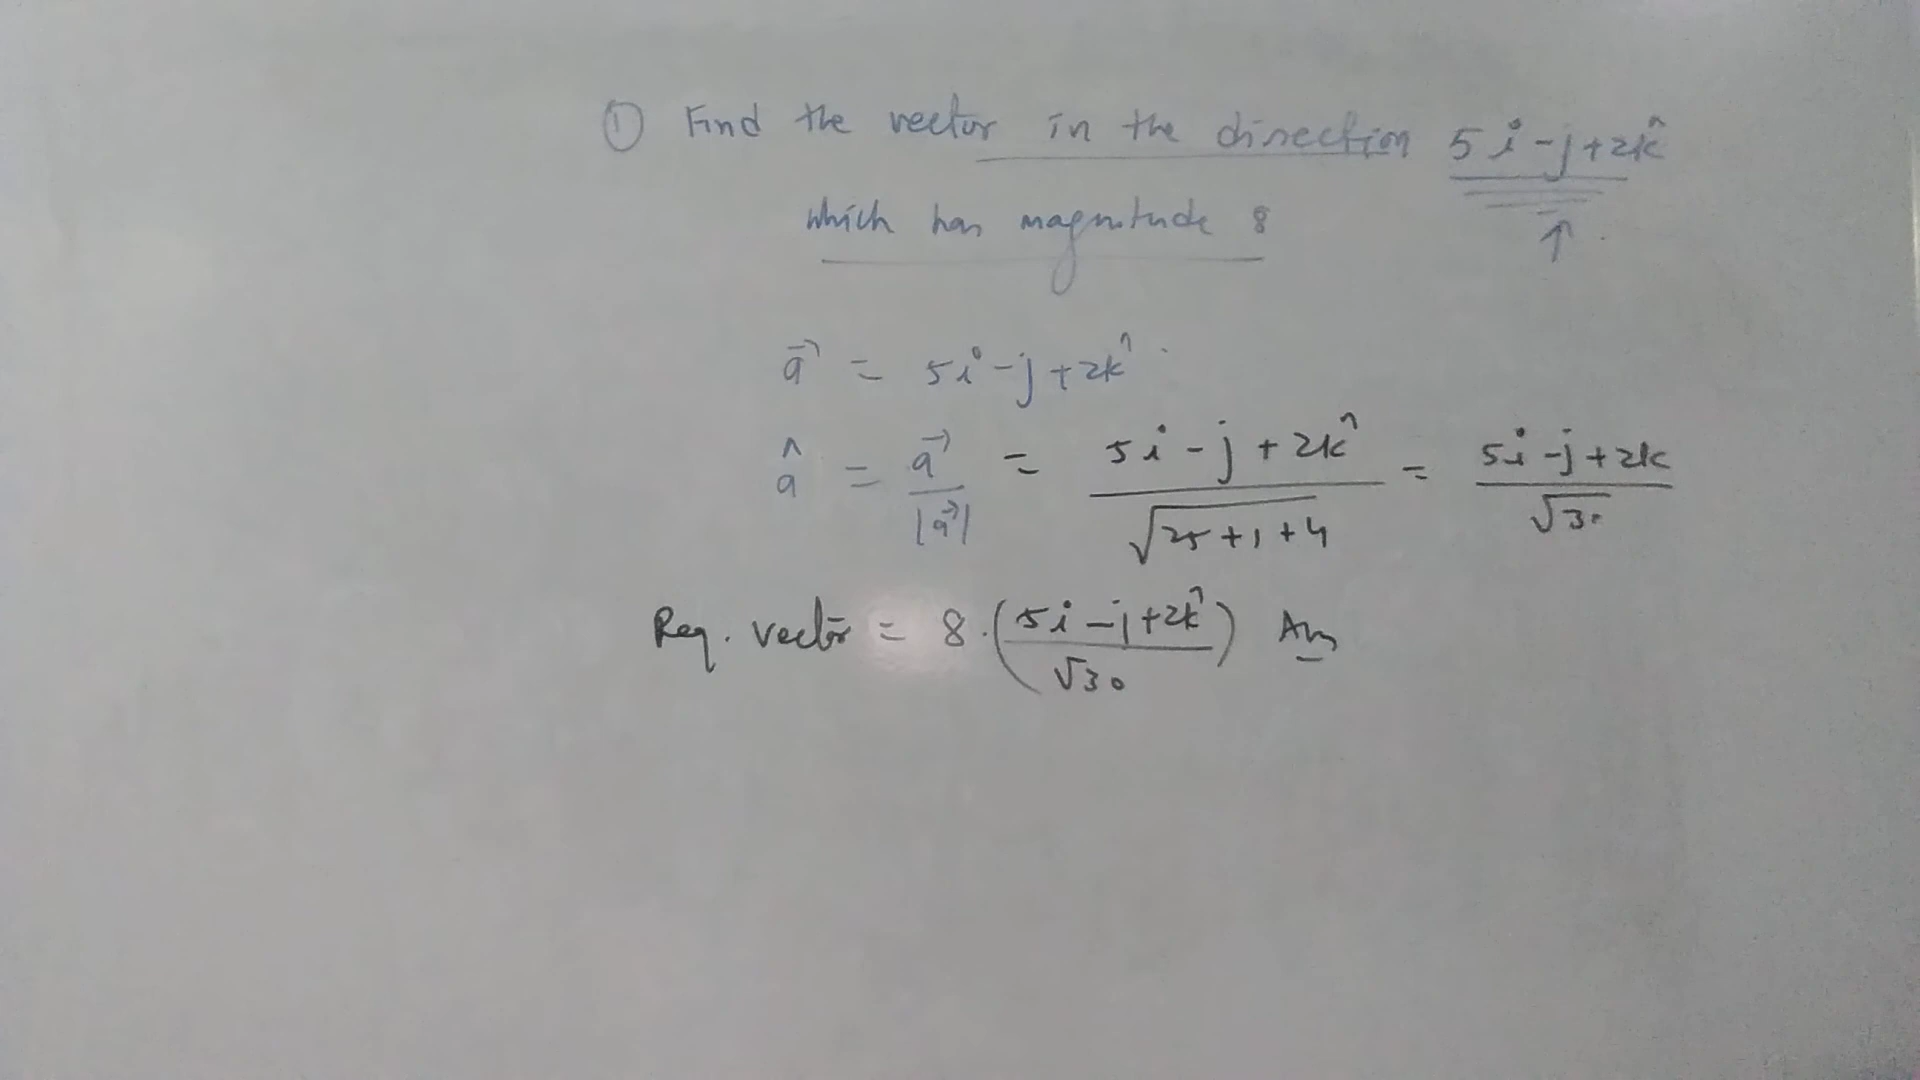 ① Find the vector in the direction 5i - j + 2k̂
which has magnitude 8
a⃗ = 5i - j + 2k̂
â = a⃗ / |a⃗| = (5i - j + 2k̂) / √(25 + 1 + 4) = (5i - j + 2k) / √30
Req. vector = 8 · ((5i - j + 2k̂) / √30) Ans